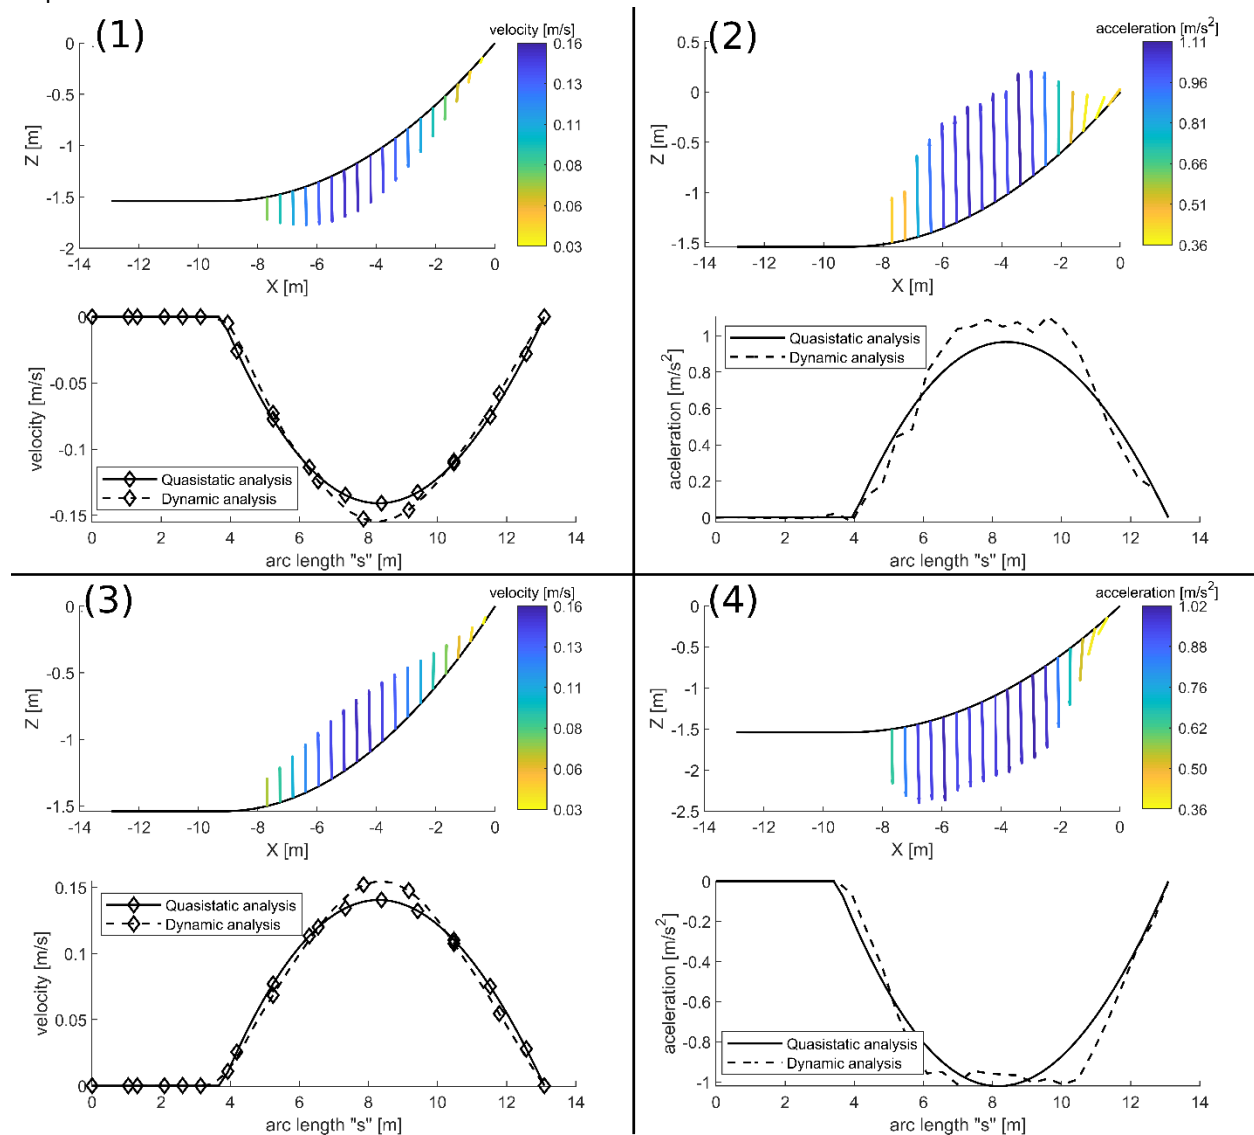 (1)
velocity [m/s]
0
-0.5
-1
-1.5
-2
Z [m]
-14 -12 -10 -8 -6 -4 -2 0
X [m]
0.16
0.13
0.11
0.08
0.06
0.03
0
-0.05
-0.1
-0.15
velocity [m/s]
Quasistatic analysis
Dynamic analysis
0 2 4 6 8 10 12 14
arc length "s" [m]
(2)
acceleration [m/s²]
0.5
0
-0.5
-1
-1.5
Z [m]
-14 -12 -10 -8 -6 -4 -2 0
X [m]
1.11
0.96
0.81
0.66
0.51
0.36
1
0.8
0.6
0.4
0.2
0
aceleration [m/s²]
Quasistatic analysis
Dynamic analysis
0 2 4 6 8 10 12 14
arc length "s" [m]
(3)
velocity [m/s]
0
-0.5
-1
-1.5
Z [m]
-14 -12 -10 -8 -6 -4 -2 0
X [m]
0.16
0.13
0.11
0.08
0.06
0.03
0.15
0.1
0.05
0
velocity [m/s]
Quasistatic analysis
Dynamic analysis
0 2 4 6 8 10 12 14
arc length "s" [m]
(4)
acceleration [m/s²]
0
-0.5
-1
-1.5
-2
-2.5
Z [m]
-14 -12 -10 -8 -6 -4 -2 0
X [m]
1.02
0.88
0.76
0.62
0.50
0.36
0
-0.2
-0.4
-0.6
-0.8
-1
aceleration [m/s²]
Quasistatic analysis
Dynamic analysis
0 2 4 6 8 10 12 14
arc length "s" [m]